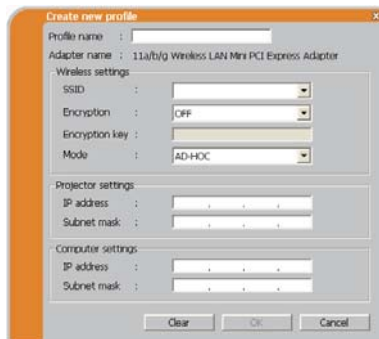 Create new profile x
Profile name :
Adapter name : 11a/b/g Wireless LAN Mini PCI Express Adapter
Wireless settings
SSID :
Encryption : OFF
Encryption key :
Mode : AD-HOC
Projector settings
IP address : . . .
Subnet mask : . . .
Computer settings
IP address : . . .
Subnet mask : . . .
Clear OK Cancel